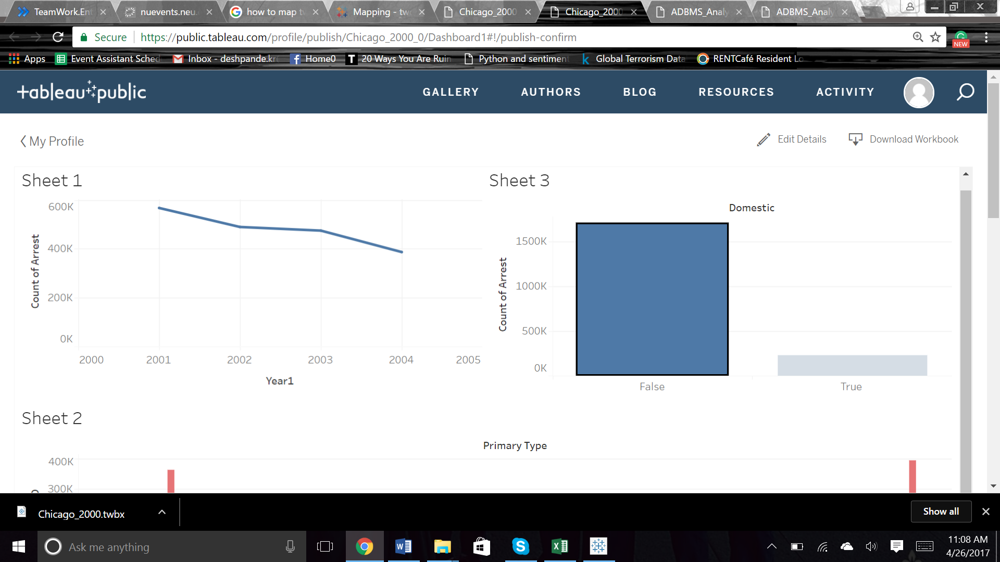 TeamWork.Ent
nuevents.neu.
how to map tw
Mapping - two
Chicago_2000
Chicago_2000
ADBMS_Analy
ADBMS_Analy
Secure
https://public.tableau.com/profile/publish/Chicago_2000_0/Dashboard1#!/publish-confirm
NEW
Apps
Event Assistant Sched
Inbox - deshpande.kr
Home0
20 Ways You Are Ruin
Python and sentiment
Global Terrorism Data
RENTCafé Resident Lo
tableau public
GALLERY
AUTHORS
BLOG
RESOURCES
ACTIVITY
My Profile
Edit Details
Download Workbook
Sheet 1
600K
400K
200K
0K
Count of Arrest
2000 2001 2002 2003 2004 2005
Year1
Sheet 3
Domestic
1500K
1000K
500K
0K
Count of Arrest
False True
Sheet 2
Primary Type
400K
300K
Chicago_2000.twbx
Show all
Ask me anything
11:08 AM
4/26/2017